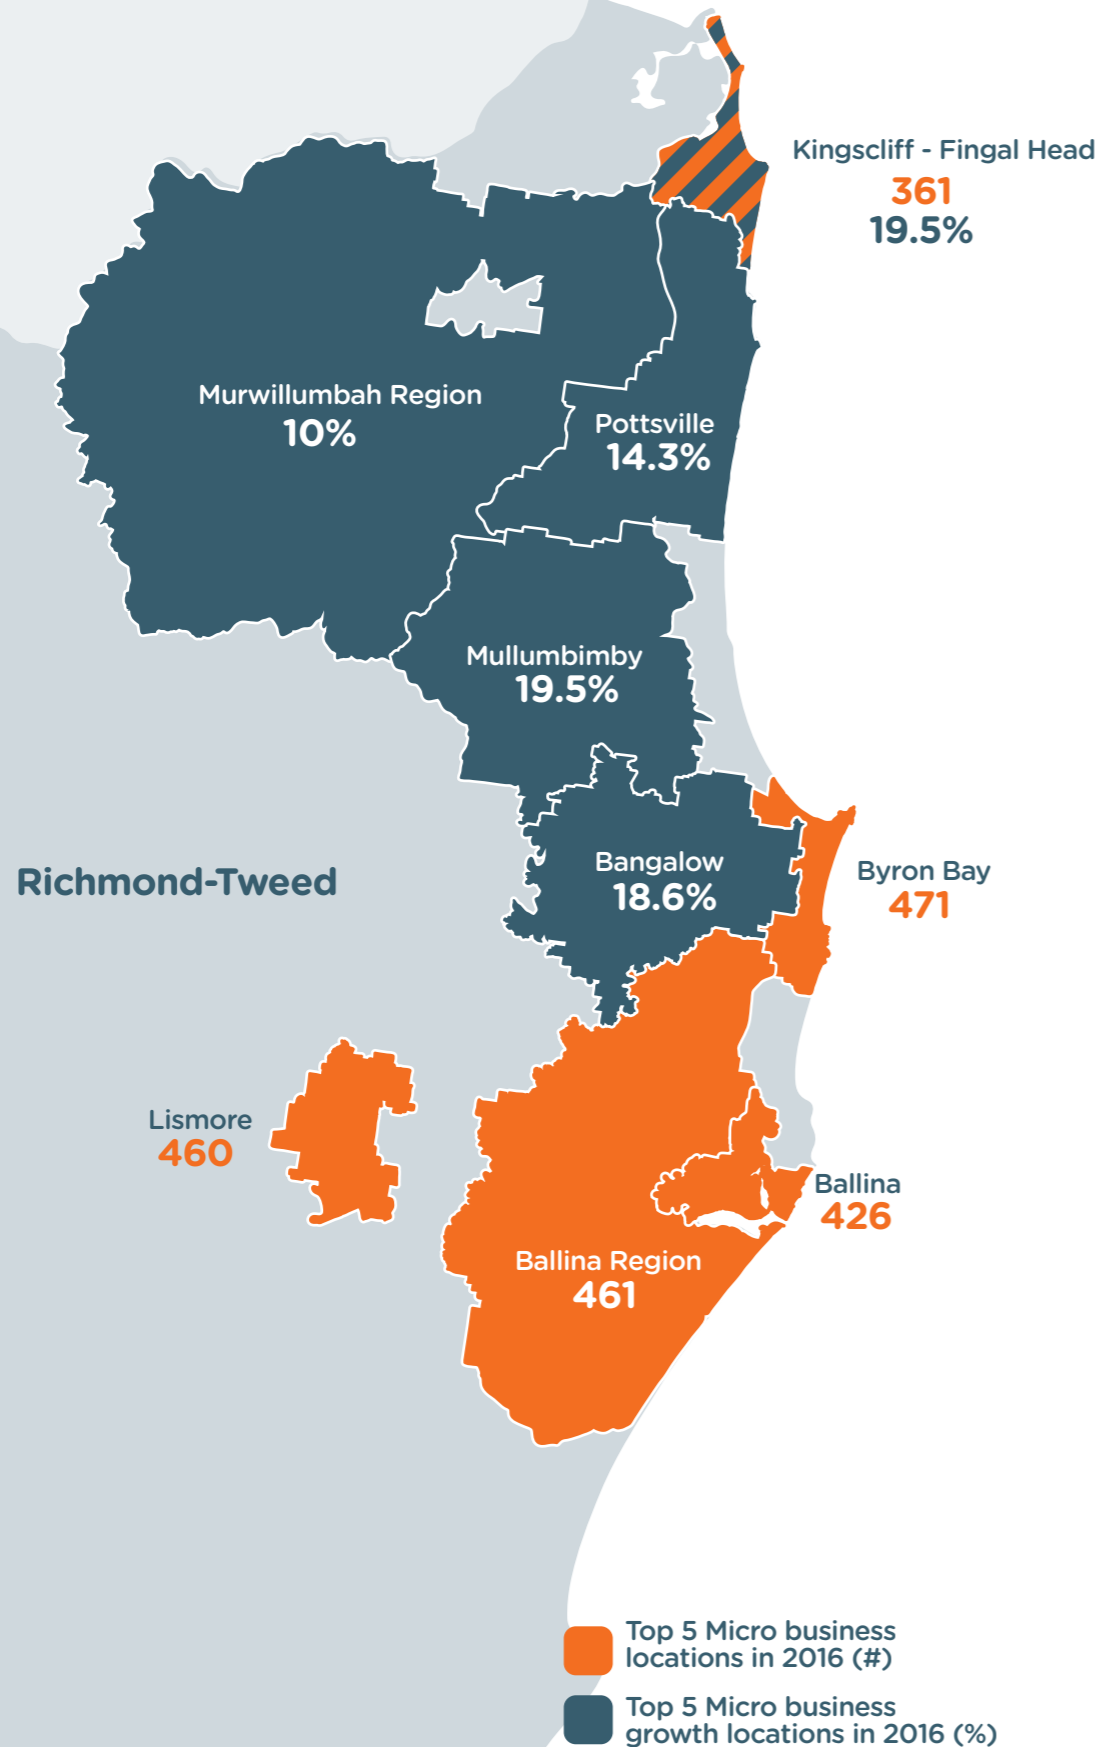 Kingscliff - Fingal Head
361
19.5%
Murwillumbah Region
10%
Pottsville
14.3%
Mullumbimby
19.5%
Richmond-Tweed
Bangalow
18.6%
Byron Bay
471
Lismore
460
Ballina
426
Ballina Region
461
Top 5 Micro business
locations in 2016 (#)
Top 5 Micro business
growth locations in 2016 (%)